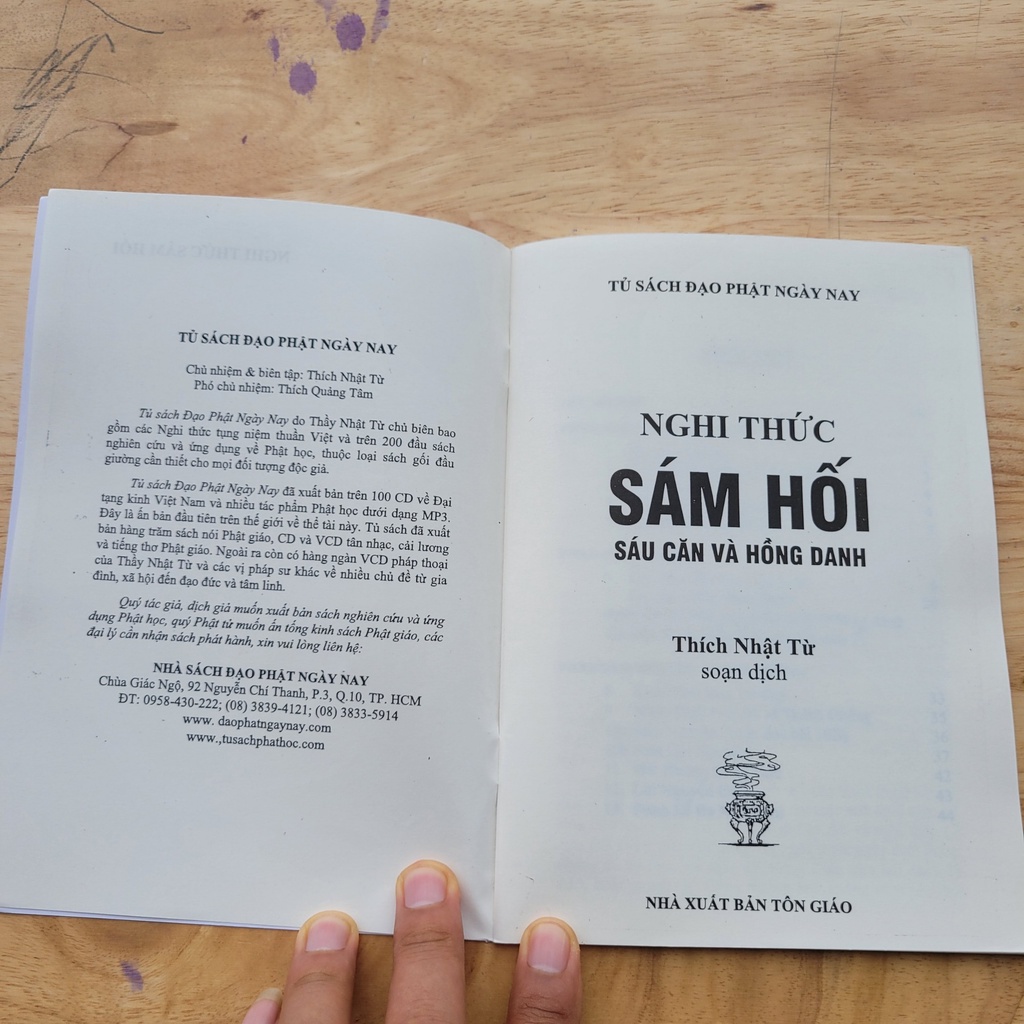 TỦ SÁCH ĐẠO PHẬT NGÀY NAY
Chủ nhiệm & biên tập: Thích Nhật Từ
Phó chủ nhiệm: Thích Quảng Tâm
Tủ sách Đạo Phật Ngày Nay do Thầy Nhật Từ chủ biên bao
gồm các Nghi thức tụng niệm thuần Việt và trên 200 đầu sách
nghiên cứu và ứng dụng về Phật học, thuộc loại sách gối đầu
giường cần thiết cho mọi đối tượng độc giả.
Tủ sách Đạo Phật Ngày Nay đã xuất bản trên 100 CD về Đại
tạng kinh Việt Nam và nhiều tác phẩm Phật học dưới dạng MP3.
Đây là ấn bản đầu tiên trên thế giới về thể tài này. Tủ sách đã xuất
bản hàng trăm sách nói Phật giáo, CD và VCD tân nhạc, cải lương
và tiếng thơ Phật giáo. Ngoài ra còn có hàng ngàn VCD pháp thoại
của Thầy Nhật Từ và các vị pháp sư khác về nhiều chủ đề từ gia
đình, xã hội đến đạo đức và tâm linh.
Quý tác giả, dịch giả muốn xuất bản sách nghiên cứu và ứng
dụng Phật học, quý Phật tử muốn ấn tống kinh sách Phật giáo, các
đại lý cần nhận sách phát hành, xin vui lòng liên hệ:
NHÀ SÁCH ĐẠO PHẬT NGÀY NAY
Chùa Giác Ngộ, 92 Nguyễn Chí Thanh, P.3, Q.10, TP. HCM
ĐT: 0958-430-222; (08) 3839-4121; (08) 3833-5914
www. daophatngaynay.com
www.,tusachphathoc.com
TỦ SÁCH ĐẠO PHẬT NGÀY NAY
NGHI THỨC
SÁM HỐI
SÁU CĂN VÀ HỒNG DANH
Thích Nhật Từ
soạn dịch
NHÀ XUẤT BẢN TÔN GIÁO